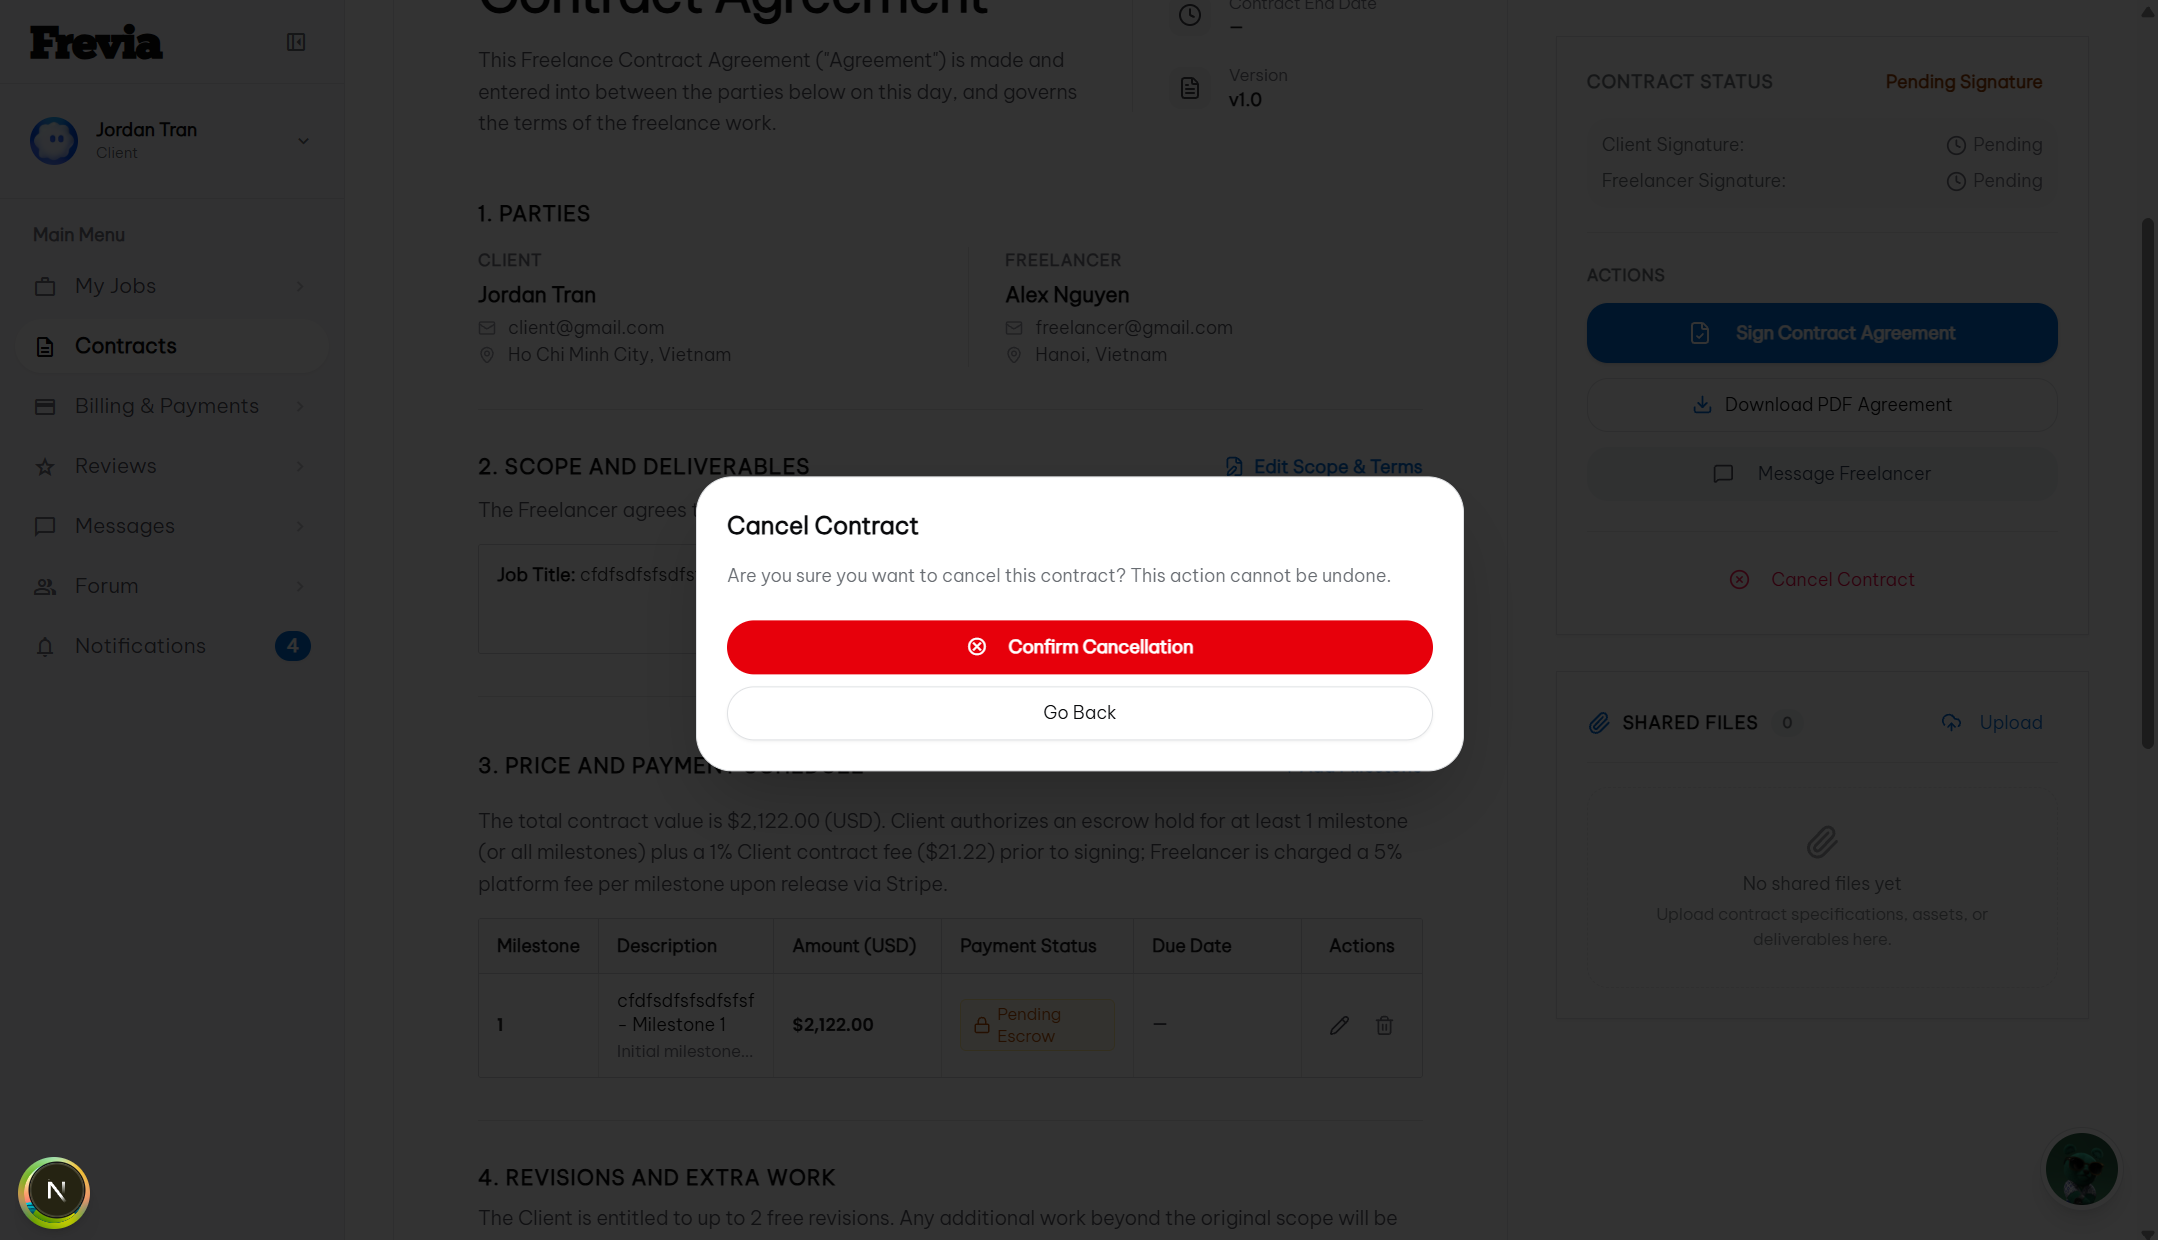 Frevia
Jordan Tran
Client
Main Menu
My Jobs
Contracts
Billing & Payments
Reviews
Messages
Forum
Notifications
4
N
Contract Agreement
This Freelance Contract Agreement ("Agreement") is made and
entered into between the parties below on this day, and governs
the terms of the freelance work.
Contract End Date
—
Version
v1.0
1. PARTIES
CLIENT
Jordan Tran
client@gmail.com
Ho Chi Minh City, Vietnam
FREELANCER
Alex Nguyen
freelancer@gmail.com
Hanoi, Vietnam
2. SCOPE AND DELIVERABLES
Edit Scope & Terms
The Freelancer agrees
Job Title: cfdfsdfsfsdfs
Cancel Contract
Are you sure you want to cancel this contract? This action cannot be undone.
Confirm Cancellation
Go Back
3. PRICE AND PAYMENT SCHEDULE
The total contract value is $2,122.00 (USD). Client authorizes an escrow hold for at least 1 milestone
(or all milestones) plus a 1% Client contract fee ($21.22) prior to signing; Freelancer is charged a 5%
platform fee per milestone upon release via Stripe.
Milestone Description Amount (USD) Payment Status Due Date Actions
1
cfdfsdfsfsdfsfsf
- Milestone 1
Initial milestone...
$2,122.00
Pending
Escrow
—
4. REVISIONS AND EXTRA WORK
The Client is entitled to up to 2 free revisions. Any additional work beyond the original scope will be
CONTRACT STATUS
Pending Signature
Client Signature: Pending
Freelancer Signature: Pending
ACTIONS
Sign Contract Agreement
Download PDF Agreement
Message Freelancer
Cancel Contract
SHARED FILES 0
Upload
No shared files yet
Upload contract specifications, assets, or
deliverables here.